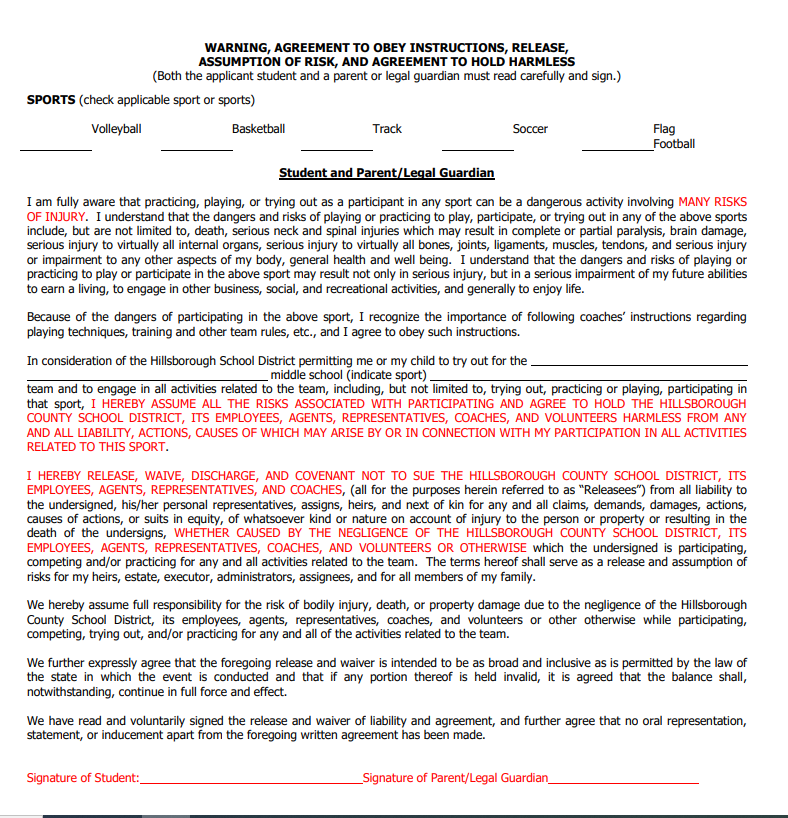 WARNING, AGREEMENT TO OBEY INSTRUCTIONS, RELEASE,
ASSUMPTION OF RISK, AND AGREEMENT TO HOLD HARMLESS
(Both the applicant student and a parent or legal guardian must read carefully and sign.)
SPORTS (check applicable sport or sports)
Volleyball Basketball Track Soccer Flag
Football
Student and Parent/Legal Guardian
I am fully aware that practicing, playing, or trying out as a participant in any sport can be a dangerous activity involving MANY RISKS
OF INJURY. I understand that the dangers and risks of playing or practicing to play, participate, or trying out in any of the above sports
include, but are not limited to, death, serious neck and spinal injuries which may result in complete or partial paralysis, brain damage,
serious injury to virtually all internal organs, serious injury to virtually all bones, joints, ligaments, muscles, tendons, and serious injury
or impairment to any other aspects of my body, general health and well being. I understand that the dangers and risks of playing or
practicing to play or participate in the above sport may result not only in serious injury, but in a serious impairment of my future abilities
to earn a living, to engage in other business, social, and recreational activities, and generally to enjoy life.
Because of the dangers of participating in the above sport, I recognize the importance of following coaches' instructions regarding
playing techniques, training and other team rules, etc., and I agree to obey such instructions.
In consideration of the Hillsborough School District permitting me or my child to try out for the
middle school (indicate sport)
team and to engage in all activities related to the team, including, but not limited to, trying out, practicing or playing, participating in
that sport, I HEREBY ASSUME ALL THE RISKS ASSOCIATED WITH PARTICIPATING AND AGREE TO HOLD THE HILLSBOROUGH
COUNTY SCHOOL DISTRICT, ITS EMPLOYEES, AGENTS, REPRESENTATIVES, COACHES, AND VOLUNTEERS HARMLESS FROM ANY
AND ALL LIABILITY, ACTIONS, CAUSES OF WHICH MAY ARISE BY OR IN CONNECTION WITH MY PARTICIPATION IN ALL ACTIVITIES
RELATED TO THIS SPORT.
I HEREBY RELEASE, WAIVE, DISCHARGE, AND COVENANT NOT TO SUE THE HILLSBOROUGH COUNTY SCHOOL DISTRICT, ITS
EMPLOYEES, AGENTS, REPRESENTATIVES, AND COACHES, (all for the purposes herein referred to as "Releasees") from all liability to
the undersigned, his/her personal representatives, assigns, heirs, and next of kin for any and all claims, demands, damages, actions,
causes of actions, or suits in equity, of whatsoever kind or nature on account of injury to the person or property or resulting in the
death of the undersigns, WHETHER CAUSED BY THE NEGLIGENCE OF THE HILLSBOROUGH COUNTY SCHOOL DISTRICT, ITS
EMPLOYEES, AGENTS, REPRESENTATIVES, COACHES, AND VOLUNTEERS OR OTHERWISE which the undersigned is participating,
competing and/or practicing for any and all activities related to the team. The terms hereof shall serve as a release and assumption of
risks for my heirs, estate, executor, administrators, assignees, and for all members of my family.
We hereby assume full responsibility for the risk of bodily injury, death, or property damage due to the negligence of the Hillsborough
County School District, its employees, agents, representatives, coaches, and volunteers or other otherwise while participating,
competing, trying out, and/or practicing for any and all of the activities related to the team.
We further expressly agree that the foregoing release and waiver is intended to be as broad and inclusive as is permitted by the law of
the state in which the event is conducted and that if any portion thereof is held invalid, it is agreed that the balance shall,
notwithstanding, continue in full force and effect.
We have read and voluntarily signed the release and waiver of liability and agreement, and further agree that no oral representation,
statement, or inducement apart from the foregoing written agreement has been made.
Signature of Student: Signature of Parent/Legal Guardian